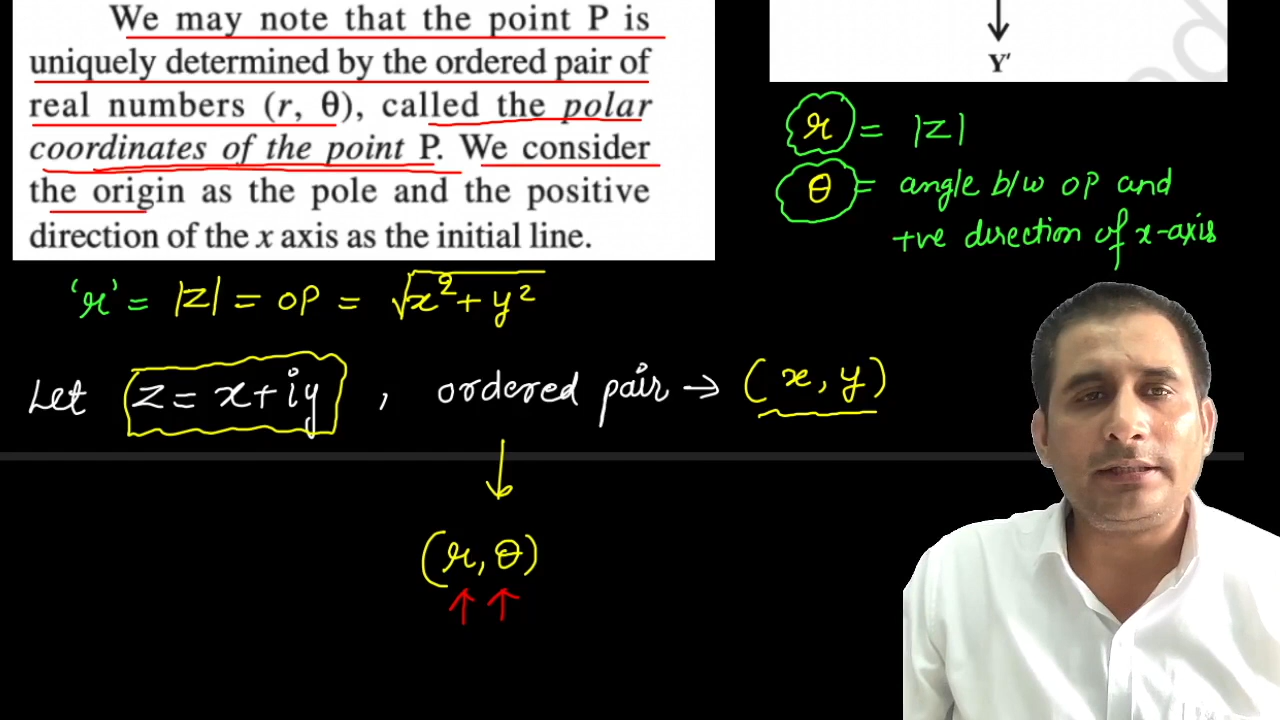 We may note that the point P is
uniquely determined by the ordered pair of
real numbers (r, θ), called the polar
coordinates of the point P. We consider
the origin as the pole and the positive
direction of the x axis as the initial line.
Y′
r = |z|
θ = angle b/w OP and
+ve direction of x-axis
'r' = |z| = OP = √x²+y²
Let z = x+iy , ordered pair → (x, y)
↓
(r, θ)
↑ ↑